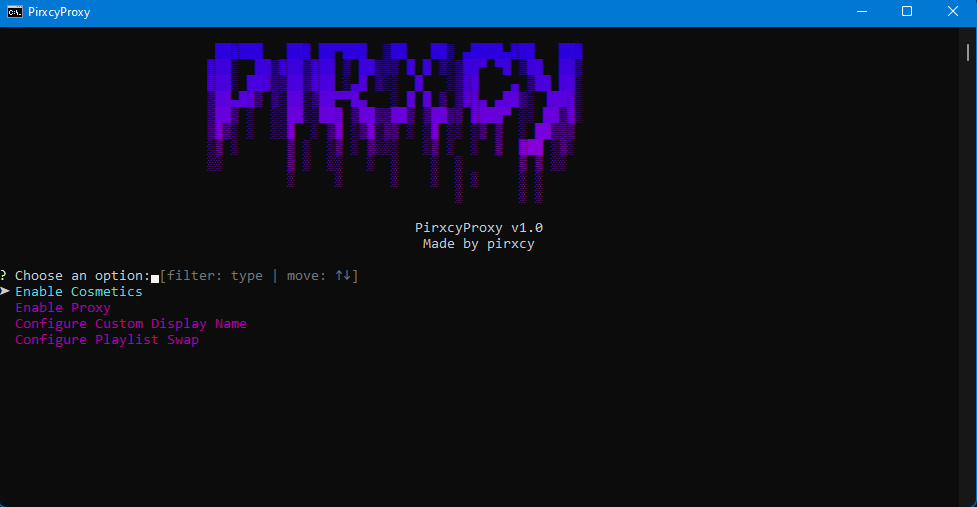 PirxcyProxy
PIRXCY
PirxcyProxy v1.0
Made by pirxcy
? Choose an option: [filter: type | move: ↑↓]
➤ Enable Cosmetics
Enable Proxy
Configure Custom Display Name
Configure Playlist Swap